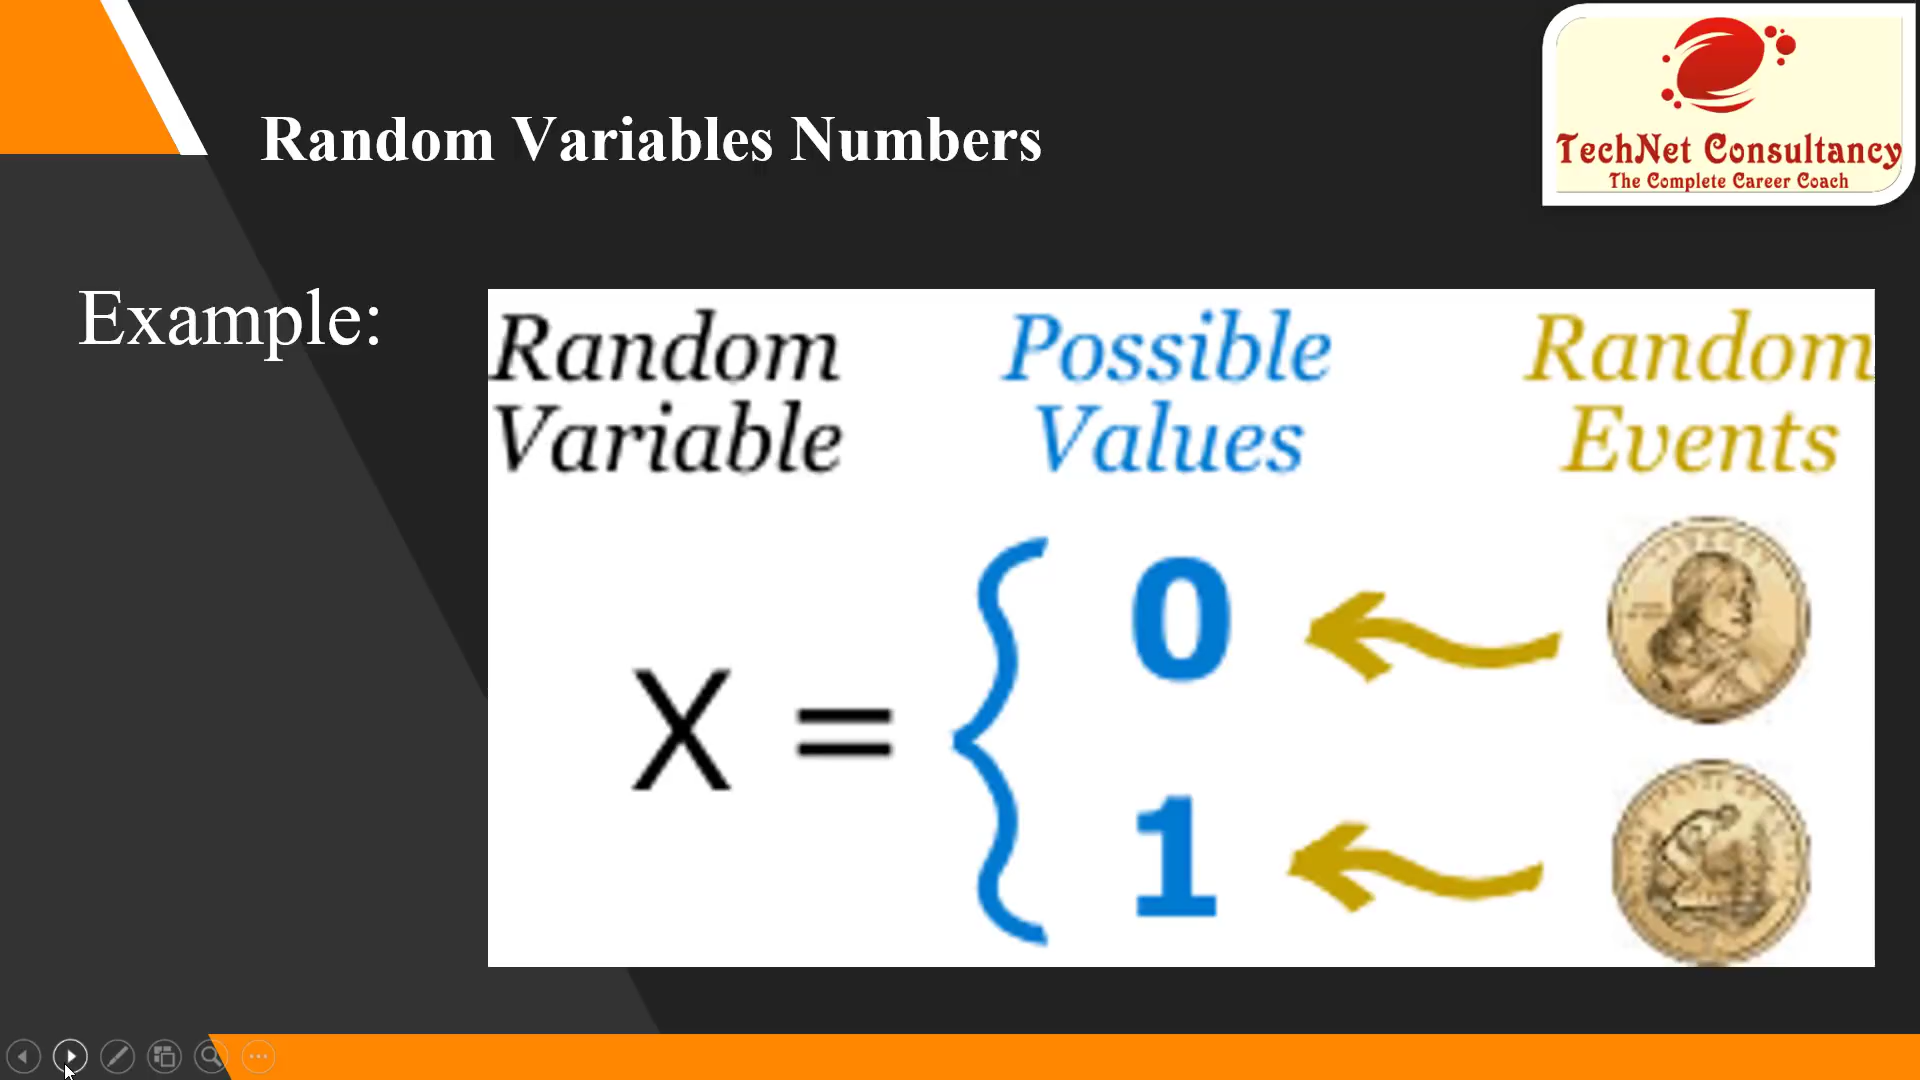 Random Variables Numbers
TechNet Consultancy
The Complete Career Coach
Example:
Random
Variable
Possible
Values
Random
Events
X =
0
1